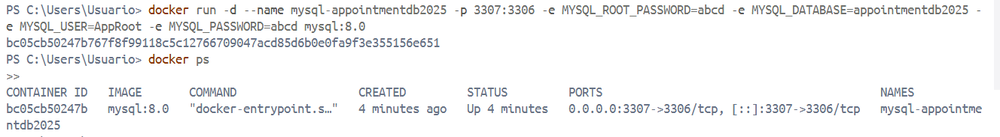 PS C:\Users\Usuario> docker run -d --name mysql-appointmentdb2025 -p 3307:3306 -e MYSQL_ROOT_PASSWORD=abcd -e MYSQL_DATABASE=appointmentdb2025 -
e MYSQL_USER=AppRoot -e MYSQL_PASSWORD=abcd mysql:8.0
bc05cb50247b767f8f99118c5c12766709047acd85d6b0e0fa9f3e355156e651
PS C:\Users\Usuario> docker ps
>>
CONTAINER ID   IMAGE       COMMAND                  CREATED         STATUS         PORTS                                         NAMES
bc05cb50247b   mysql:8.0   "docker-entrypoint.s…"   4 minutes ago   Up 4 minutes   0.0.0.0:3307->3306/tcp, [::]:3307->3306/tcp   mysql-appointme
ntdb2025